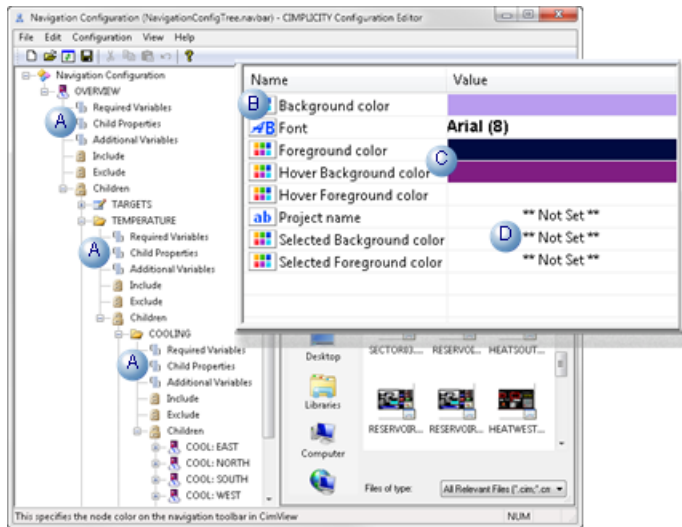 Navigation Configuration (NavigationConfigTree.navbar) - CIMPLICITY Configuration Editor
File Edit Configuration View Help
Navigation Configuration
OVERVIEW
Required Variables
A
Child Properties
Additional Variables
Include
Exclude
Children
TARGETS
TEMPERATURE
Required Variables
A
Child Properties
Additional Variables
Include
Exclude
Children
COOLING
Required Variables
A
Child Properties
Additional Variables
Include
Exclude
Children
COOL: EAST
COOL: NORTH
COOL: SOUTH
COOL: WEST
Name Value
B Background color
AB Font Arial (8)
Foreground color
C
Hover Background color
Hover Foreground color
ab Project name ** Not Set **
Selected Background color D ** Not Set **
Selected Foreground color ** Not Set **
Desktop
SECTOR03.... RESERVOI... HEATSOUT...
Libraries
RESERVOIR... RESERVOIR... HEATWEST...
Computer
Files of type: All Relevant Files (*.cim;*.cn
This specifies the node color on the navigation toolbar in CimView NUM